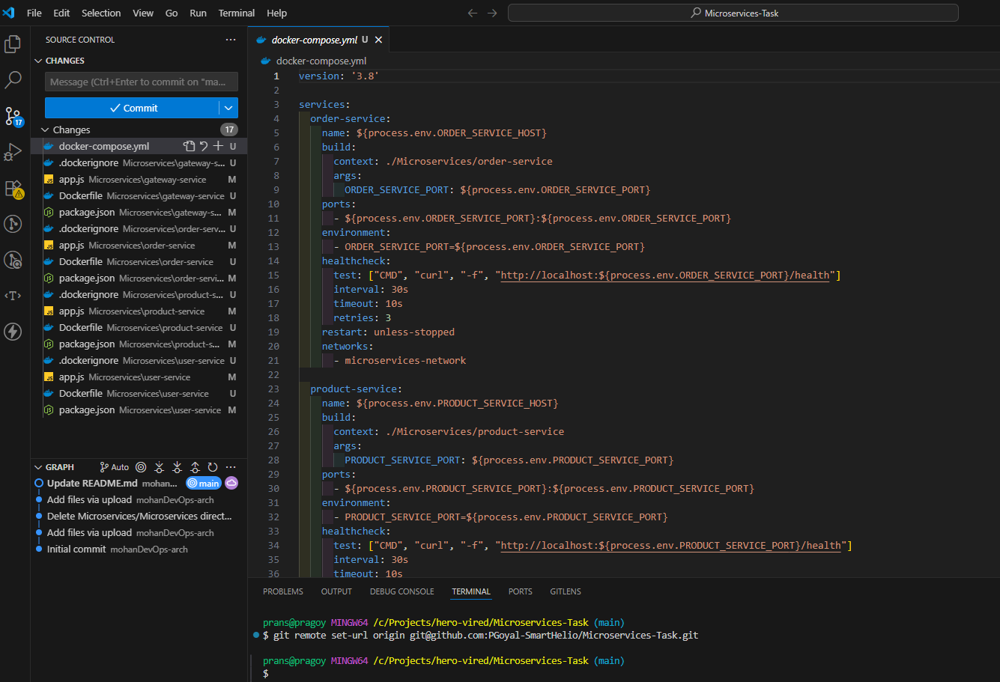 File Edit Selection View Go Run Terminal Help
Microservices-Task
SOURCE CONTROL
CHANGES
Message (Ctrl+Enter to commit on "ma...
Commit
Changes 17
17
docker-compose.yml U
.dockerignore Microservices\gateway-s... U
app.js Microservices\gateway-service M
Dockerfile Microservices\gateway-service U
package.json Microservices\gateway-s... M
.dockerignore Microservices\order-serv... U
app.js Microservices\order-service M
Dockerfile Microservices\order-service U
package.json Microservices\order-servi... M
.dockerignore Microservices\product-s... U
app.js Microservices\product-service M
Dockerfile Microservices\product-service U
package.json Microservices\product-s... M
.dockerignore Microservices\user-service U
app.js Microservices\user-service M
Dockerfile Microservices\user-service U
package.json Microservices\user-service M
GRAPH Auto
Update README.md mohan... main
Add files via upload mohanDevOps-arch
Delete Microservices/Microservices direct...
Add files via upload mohanDevOps-arch
Initial commit mohanDevOps-arch
docker-compose.yml U
docker-compose.yml
1 version: '3.8'
2
3 services:
4 order-service:
5 name: ${process.env.ORDER_SERVICE_HOST}
6 build:
7 context: ./Microservices/order-service
8 args:
9 ORDER_SERVICE_PORT: ${process.env.ORDER_SERVICE_PORT}
10 ports:
11 - ${process.env.ORDER_SERVICE_PORT}:${process.env.ORDER_SERVICE_PORT}
12 environment:
13 - ORDER_SERVICE_PORT=${process.env.ORDER_SERVICE_PORT}
14 healthcheck:
15 test: ["CMD", "curl", "-f", "http://localhost:${process.env.ORDER_SERVICE_PORT}/health"]
16 interval: 30s
17 timeout: 10s
18 retries: 3
19 restart: unless-stopped
20 networks:
21 - microservices-network
22
23 product-service:
24 name: ${process.env.PRODUCT_SERVICE_HOST}
25 build:
26 context: ./Microservices/product-service
27 args:
28 PRODUCT_SERVICE_PORT: ${process.env.PRODUCT_SERVICE_PORT}
29 ports:
30 - ${process.env.PRODUCT_SERVICE_PORT}:${process.env.PRODUCT_SERVICE_PORT}
31 environment:
32 - PRODUCT_SERVICE_PORT=${process.env.PRODUCT_SERVICE_PORT}
33 healthcheck:
34 test: ["CMD", "curl", "-f", "http://localhost:${process.env.PRODUCT_SERVICE_PORT}/health"]
35 interval: 30s
36 timeout: 10s
PROBLEMS OUTPUT DEBUG CONSOLE TERMINAL PORTS GITLENS
prans@pragoy MINGW64 /c/Projects/hero-vired/Microservices-Task (main)
$ git remote set-url origin git@github.com:PGoyal-SmartHelio/Microservices-Task.git
prans@pragoy MINGW64 /c/Projects/hero-vired/Microservices-Task (main)
$